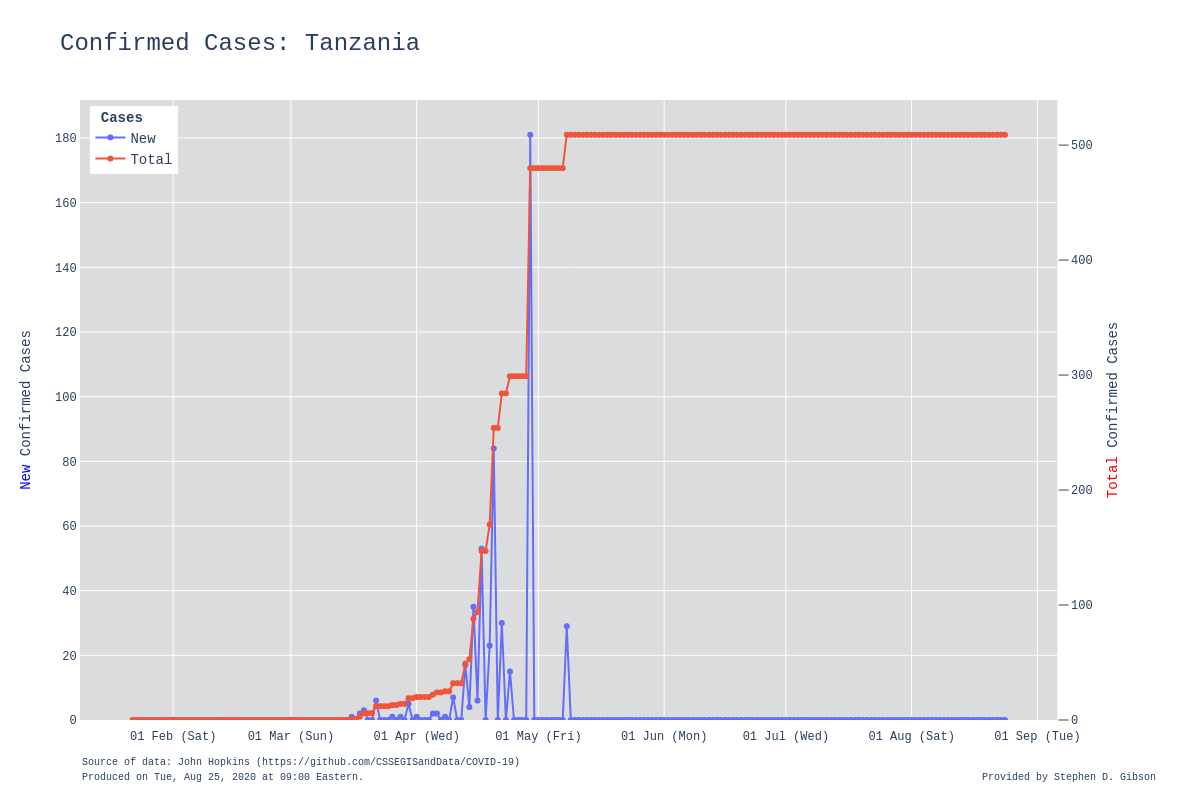 Confirmed Cases: Tanzania
Cases
New
Total
180
160
140
120
100
80
60
40
20
0
500
400
300
200
100
0
New Confirmed Cases
Total Confirmed Cases
01 Feb (Sat)
01 Mar (Sun)
01 Apr (Wed)
01 May (Fri)
01 Jun (Mon)
01 Jul (Wed)
01 Aug (Sat)
01 Sep (Tue)
Source of data: John Hopkins (https://github.com/CSSEGISandData/COVID-19)
Produced on Tue, Aug 25, 2020 at 09:00 Eastern.
Provided by Stephen D. Gibson